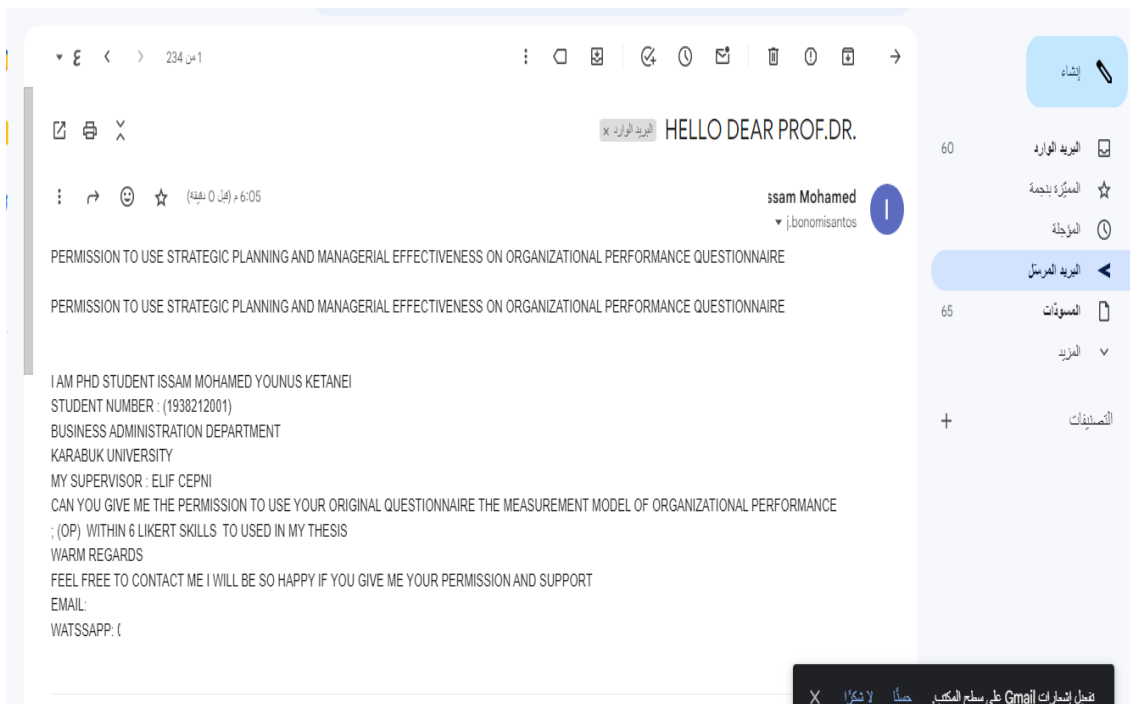 إنشاء
1 من 234
ع
HELLO DEAR PROF.DR.
البريد الوارد x
البريد الوارد
60
المميّزة بنجمة
المؤجلة
البريد المرسَل
المسودّات
65
المزيد
التصنيفات
ssam Mohamed
6:05 م (قبل 0 دقيقة)
j.bonomisantos
I
PERMISSION TO USE STRATEGIC PLANNING AND MANAGERIAL EFFECTIVENESS ON ORGANIZATIONAL PERFORMANCE QUESTIONNAIRE
PERMISSION TO USE STRATEGIC PLANNING AND MANAGERIAL EFFECTIVENESS ON ORGANIZATIONAL PERFORMANCE QUESTIONNAIRE
I AM PHD STUDENT ISSAM MOHAMED YOUNUS KETANEI
STUDENT NUMBER : (1938212001)
BUSINESS ADMINISTRATION DEPARTMENT
KARABUK UNIVERSITY
MY SUPERVISOR : ELIF CEPNI
CAN YOU GIVE ME THE PERMISSION TO USE YOUR ORIGINAL QUESTIONNAIRE THE MEASUREMENT MODEL OF ORGANIZATIONAL PERFORMANCE
; (OP) WITHIN 6 LIKERT SKILLS TO USED IN MY THESIS
WARM REGARDS
FEEL FREE TO CONTACT ME I WILL BE SO HAPPY IF YOU GIVE ME YOUR PERMISSION AND SUPPORT
EMAIL:
WATSSAPP: (
تفعيل إشعارات Gmail على سطح المكتب. حسنًا لا شكرًا